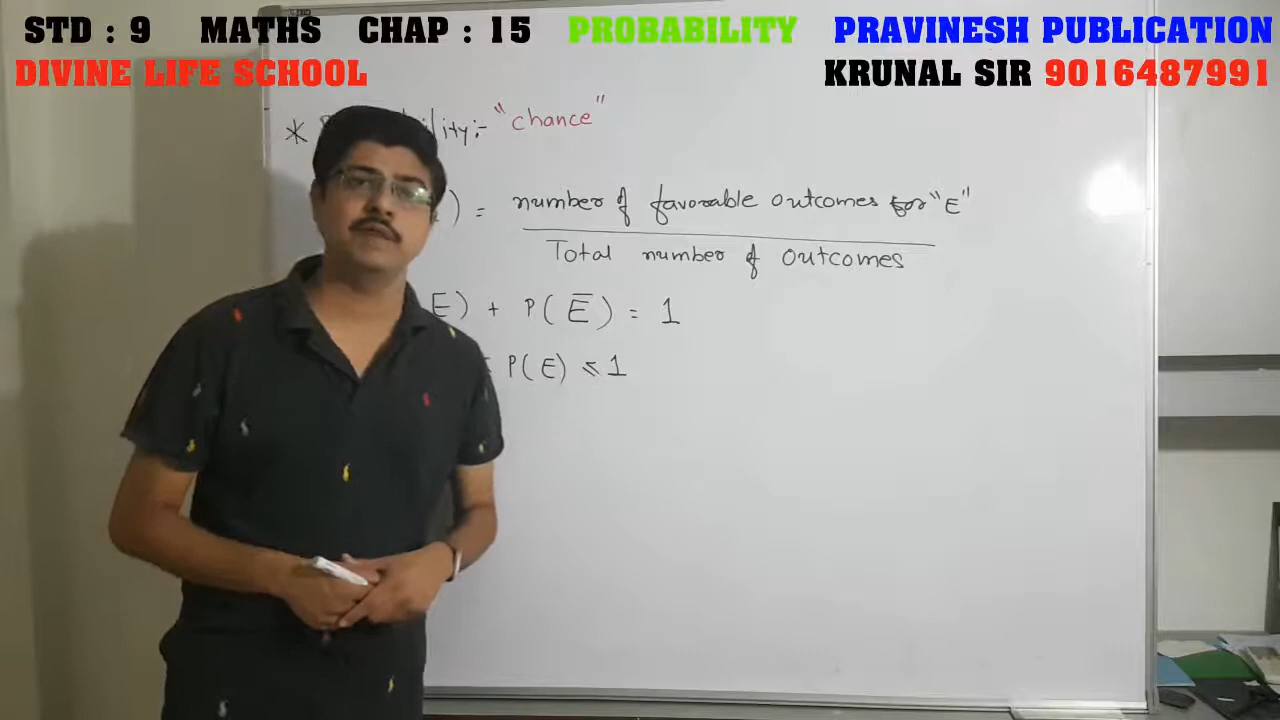 STD : 9 MATHS CHAP : 15 PROBABILITY PRAVINESH PUBLICATION
DIVINE LIFE SCHOOL KRUNAL SIR 9016487991
* ility:- "chance"
) = number of favorable outcomes for "E"
Total number of outcomes
E) + P(E̅) = 1
P(E) ≤ 1